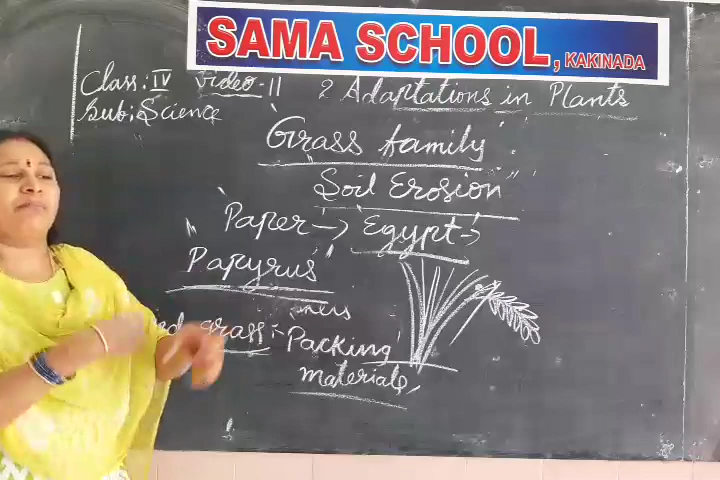 SAMA SCHOOL, KAKINADA
Class: IV Video - 11 2 Adaptations in Plants
Sub: Science
Grass family
Soil Erosion"
Paper -> Egypt ->
"Papyrus"
grass :- Packing
materials,